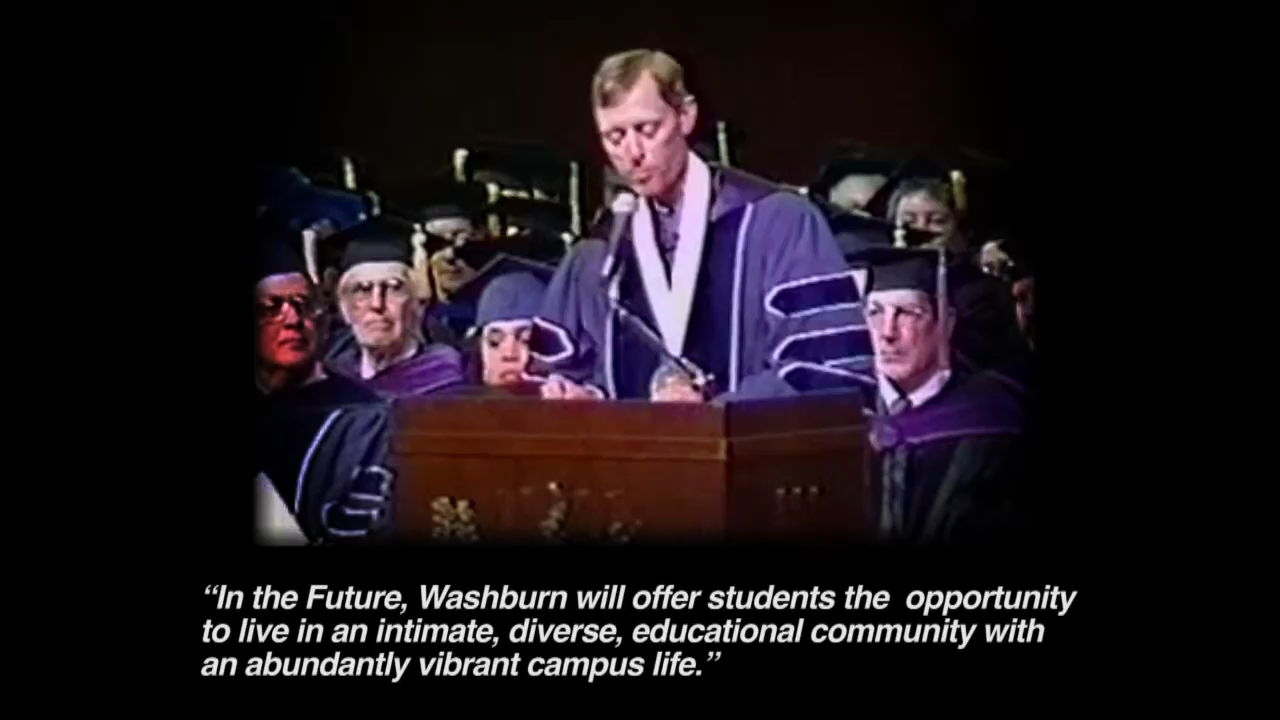 “In the Future, Washburn will offer students the opportunity
to live in an intimate, diverse, educational community with
an abundantly vibrant campus life.”